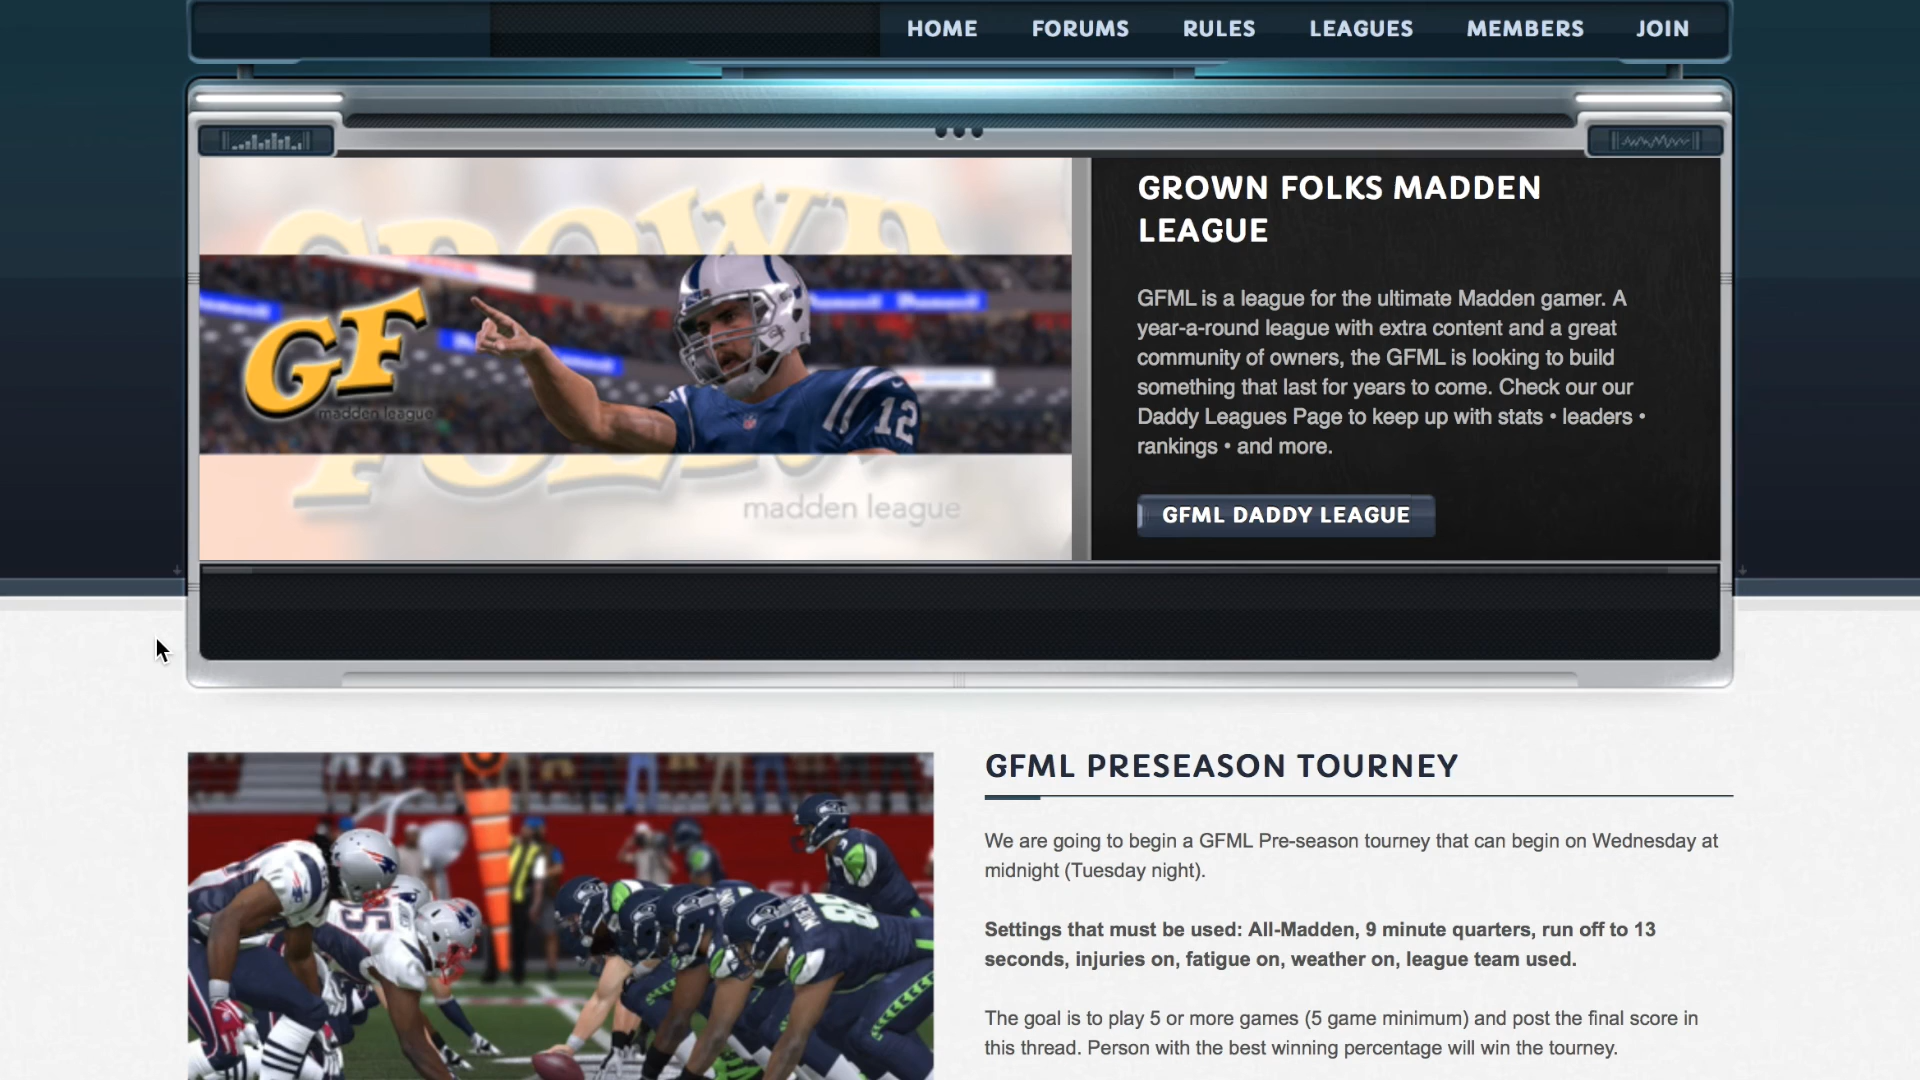 HOME FORUMS RULES LEAGUES MEMBERS JOIN
GROWN
FOLKS
madden league
GF
madden league
12
GROWN FOLKS MADDEN
LEAGUE
GFML is a league for the ultimate Madden gamer. A
year-a-round league with extra content and a great
community of owners, the GFML is looking to build
something that last for years to come. Check our our
Daddy Leagues Page to keep up with stats • leaders •
rankings • and more.
GFML DADDY LEAGUE
GFML PRESEASON TOURNEY
We are going to begin a GFML Pre-season tourney that can begin on Wednesday at
midnight (Tuesday night).
Settings that must be used: All-Madden, 9 minute quarters, run off to 13
seconds, injuries on, fatigue on, weather on, league team used.
The goal is to play 5 or more games (5 game minimum) and post the final score in
this thread. Person with the best winning percentage will win the tourney.